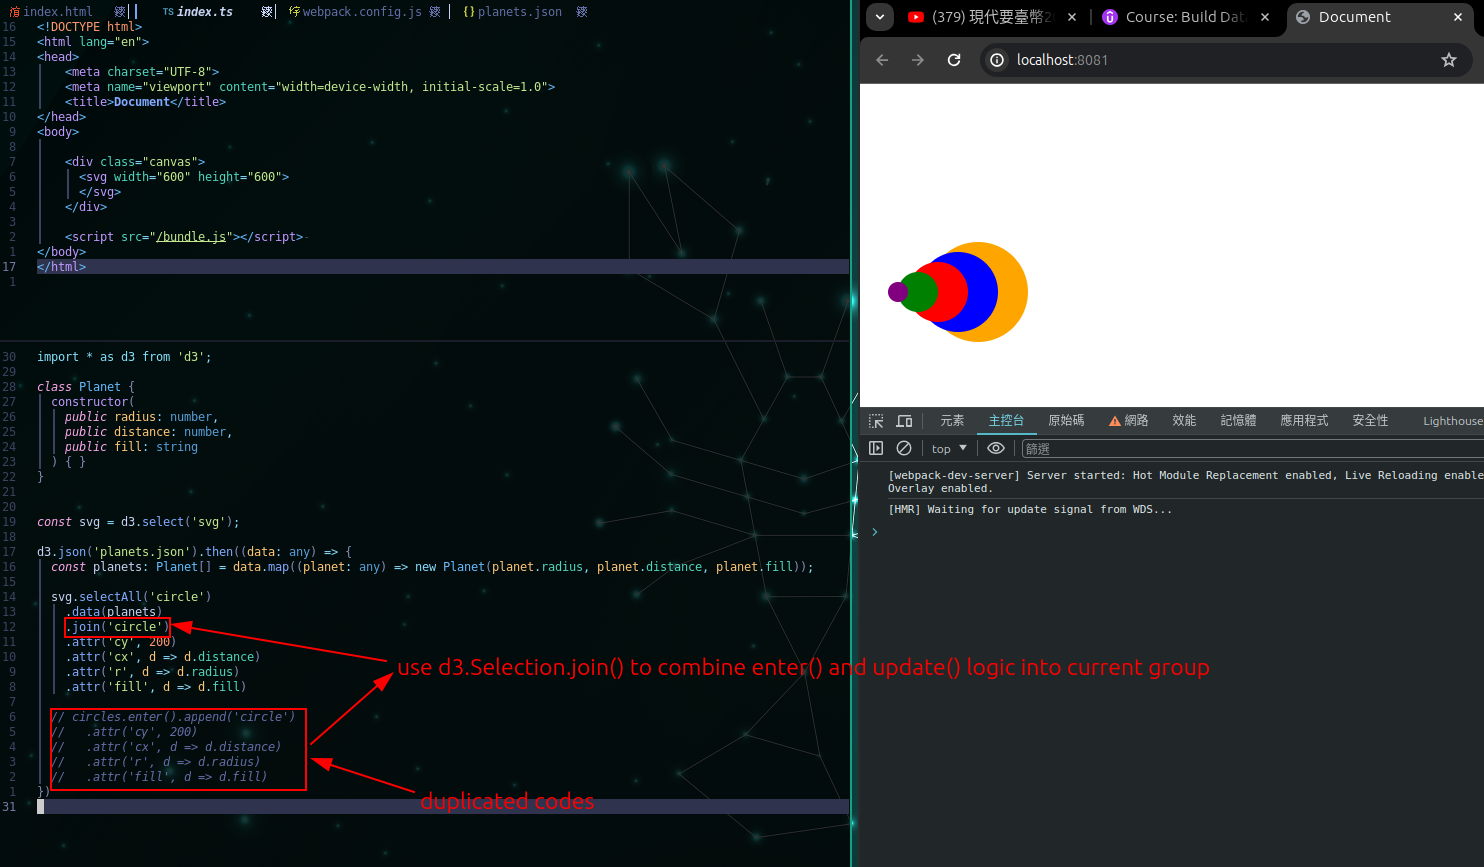 index.html
TS index.ts
webpack.config.js
{} planets.json
16 <!DOCTYPE html>
15 <html lang="en">
14 <head>
13 <meta charset="UTF-8">
12 <meta name="viewport" content="width=device-width, initial-scale=1.0">
11 <title>Document</title>
10 </head>
9 <body>
8
7 <div class="canvas">
6 <svg width="600" height="600">
5 </svg>
4 </div>
3
2 <script src="/bundle.js"></script>
1 </body>
17 </html>
1
30 import * as d3 from 'd3';
29
28 class Planet {
27 constructor(
26 public radius: number,
25 public distance: number,
24 public fill: string
23 ) { }
22 }
21
20
19 const svg = d3.select('svg');
18
17 d3.json('planets.json').then((data: any) => {
16 const planets: Planet[] = data.map((planet: any) => new Planet(planet.radius, planet.distance, planet.fill));
15
14 svg.selectAll('circle')
13 .data(planets)
12 .join('circle')
11 .attr('cy', 200)
10 .attr('cx', d => d.distance)
9 .attr('r', d => d.radius)
8 .attr('fill', d => d.fill)
7
6 // circles.enter().append('circle')
5 // .attr('cy', 200)
4 // .attr('cx', d => d.distance)
3 // .attr('r', d => d.radius)
2 // .attr('fill', d => d.fill)
1 })
31
use d3.Selection.join() to combine enter() and update() logic into current group
duplicated codes
(379) 現代要臺幣2
Course: Build Dat
Document
localhost:8081
元素 主控台 原始碼 網路 效能 記憶體 應用程式 安全性 Lighthouse
top
篩選
[webpack-dev-server] Server started: Hot Module Replacement enabled, Live Reloading enable
Overlay enabled.
[HMR] Waiting for update signal from WDS...